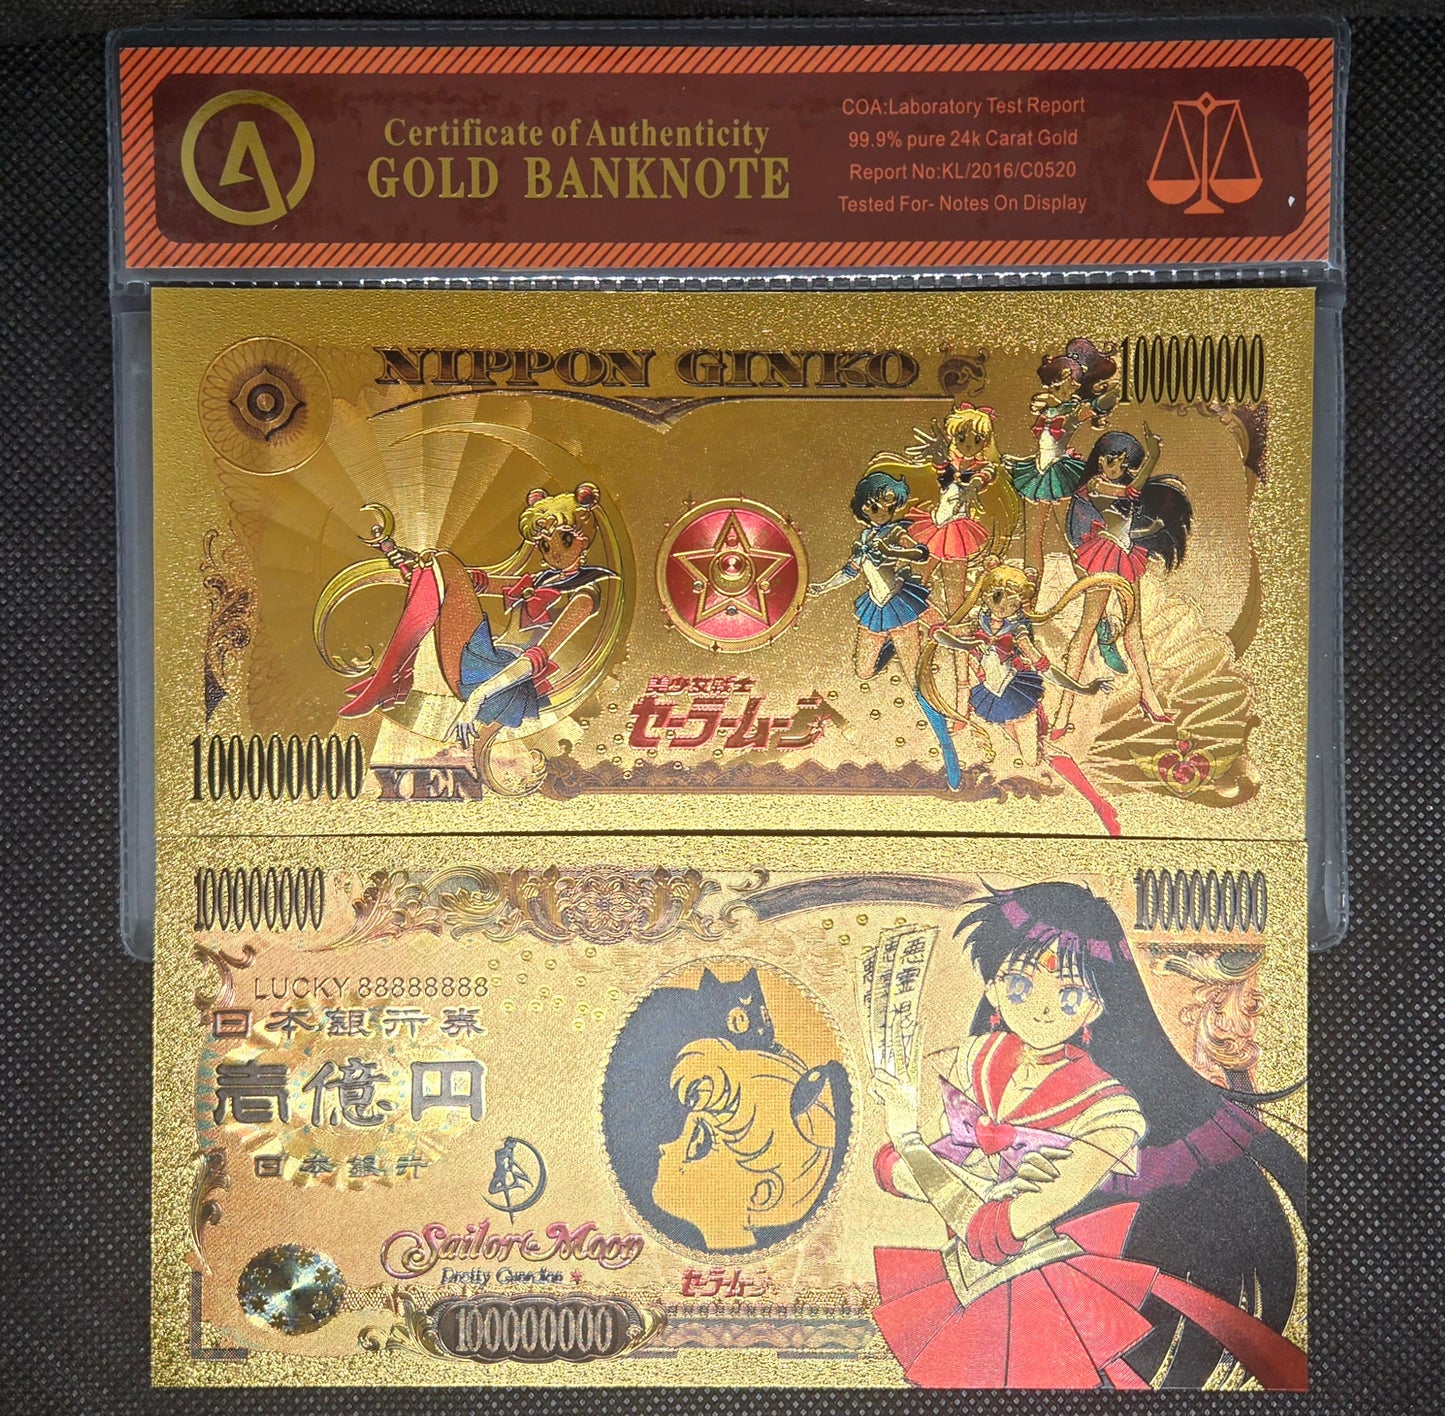 Certificate of Authenticity
GOLD BANKNOTE
COA:Laboratory Test Report
99.9% pure 24k Carat Gold
Report No:KL/2016/C0520
Tested For- Notes On Display
NIPPON GINKO
100000000
美少女戦士
セーラームーン
100000000
YEN
100000000
100000000
LUCKY 88888888
日本銀行券
壱億円
日本銀行
Sailor Moon
Pretty Guardian
セーラームーン
100000000